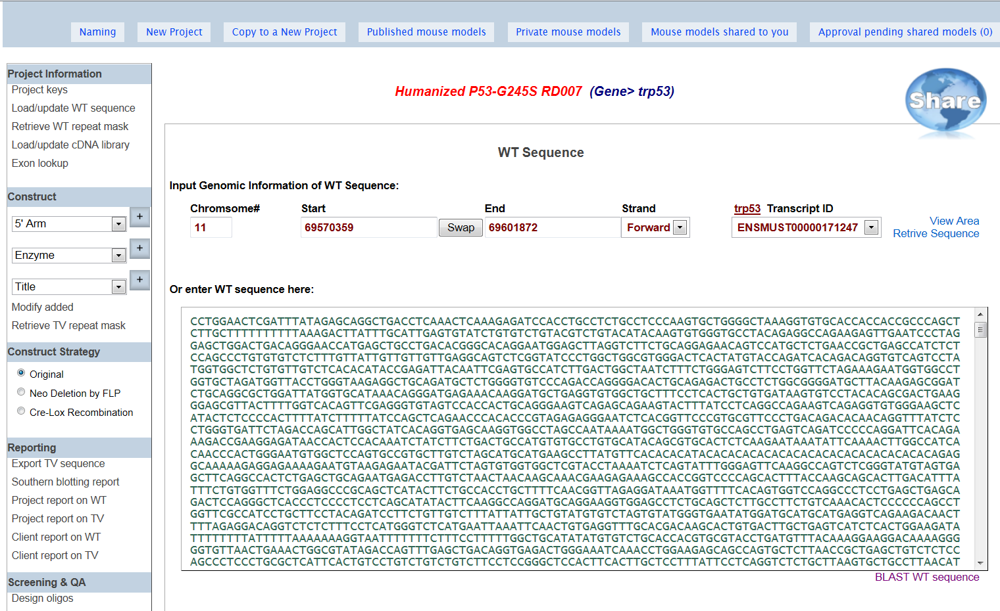 Naming New Project Copy to a New Project Published mouse models Private mouse models Mouse models shared to you Approval pending shared models (0)
Project Information
Project keys
Load/update WT sequence
Retrieve WT repeat mask
Load/update cDNA library
Exon lookup
Construct
5' Arm +
Enzyme +
Title +
Modify added
Retrieve TV repeat mask
Construct Strategy
Original
Neo Deletion by FLP
Cre-Lox Recombination
Reporting
Export TV sequence
Southern blotting report
Project report on WT
Project report on TV
Client report on WT
Client report on TV
Screening & QA
Design oligos
Humanized P53-G245S RD007 (Gene> trp53)
Share
WT Sequence
Input Genomic Information of WT Sequence:
Chromsome# Start End Strand trp53 Transcript ID
11 69570359 Swap 69601872 Forward ENSMUST00000171247
View Area
Retrive Sequence
Or enter WT sequence here:
CCTGGAACTCGATTTATAGAGCAGGCTGACCTCAAACTCAAAGAGATCCACCTGCCTCTGCCTCCCAAGTGCTGGGGCTAAAGGTGTGCACCACCACCGCCCAGCT
CTTGCTTTTTTTTTTAAAGACTTATTTGCATTGAGTGTATCTGTGTCTGTACGTCTGTACATACAAGTGTGGGTGCCTACAGAGGCCAGAAGAGTTGAATCCCTAG
GAGCTGGACTGACAGGGAACCATGAGCTGCCTGACACGGGCACAGGAATGGAGCTTAGGTCTTCTGCAGGAGAACAGTCCATGCTCTGAACCGCTGAGCCATCTCT
CCAGCCCTGTGTGTCTCTTTGTTATTGTTGTTGTTGAGGCAGTCTCGGTATCCCTGGCTGGCGTGGGACTCACTATGTACCAGATCACAGACAGGTGTCAGTCCTA
TGGTGGCTCTGTGTTGTCTCACACATACCGAGATTACAATTCGAGTGCCATCTTGACTGGCTAATCTTTCTGGGAGTCTTCCTGGTTCTAGAAAGAATGGTGGCCT
GGTGCTAGATGGTTACCTGGGTAAGAGGCTGCAGATGCTCTGGGGTGTCCCAGACCAGGGGACACTGCAGAGACTGCCTCTGGCGGGGATGCTTACAAGAGCGGAT
CTGCAGGCGCTGGATTATGGTGCATAAACAGGGATGAGAAACAAGGATGAGGTGTGGCTGCTTTCCTCACTGCTGTGATAAGTGTCCTACACAGCGACTGAAG
GGAGCGTTACTTTTGGTCACAGTTCGAGGGTGTAGTCCACCACTGCAGGGAAGTCAGAGCAGAAGTACTTTATCCTCAGGCCAGAAGTCAGAGGTGTGGGAAGCTC
ATACTCTCCCCACTTTTATCTTTTTATCCAGCTCAGAACCCACACCCGTAGAGAGGGAATCTCACGGTTCCCGTGCGTTCCCTGACAGACACAACAGGTTTATCTC
CTGGGTGATTCTAGACCAGCATTGGCTATCACAGGTGAGCAAGGTGGCCTAGCCAATAAAATGGCTGGGTGTGCCAGCCTGAGTCAGATCCCCCAGGATTCACAGA
AAGACCGAAGGAGATAACCACTCCACAAATCTATCTTCTGACTGCCATGTGTGCCTGTGCATACAGCGTGCACTCTCAAGAATAAATATTCAAAACTTGGCCATCA
CAACCCACTGGGAATGTGGCTCCAGTGCCGTGCTTGTCTAGCATGCATGAAGCCTTATGTTCACACACATACACACACACACACACACACACACACACACACAGAG
GCAAAAAGAGGAGAAAAGAATGTAAGAGAATACGATTCTAGTGTGGTGGCTCGTACCTAAAATCTCAGTATTTGGGAGTTCAAGGCCAGTCTCGGGTATGTAGTGA
GCTTCAGGCCACTCTGAGCTGCAGAATGAGACCTTGTCTAACTAACAAGCAAACGAAGAGAAAGCCACCGGTCCCCAGCACTTTACCAAGCAGCACTTGACATTTA
TTTCTGTGGTTTCTGGAGGCCCGCAGCTCATACTTCTGCCACCTGCTTTTCAACGGTTAGAGGATAAATGGTTTTCACAGTGGTCCAGGCCCTCCTGAGCTGAGCA
GACTCCAGGGCTCACCCTCCCCTCCTCAGCATATACTTCAAGGCCAGGATGCAGGAAGGTGGAGCCTCTGCAGCTCTTGCCTTCTGTCAAACACTCCCCCCAGCCT
GGTTCGCCATCCTGCTTCCTACAGATCCTTCTGTTGTCTTTATTATTGCTGTATGTGTCTAGTGTATGGGTGAATATGGATGCATGCATGAGGTCAGAAGACAACT
TTTAGAGGACAGGTCTCTCTTTCCTCATGGGTCTCATGAATTAAATTCAACTGTGAGGTTTGCACGACAAGCACTGTGACTTGCTGAGTCATCTCACTGGAAGATA
TTTTTTTTATTTTTAAAAAAAGGTAATTTTTTTCTTTCCTTTTTGGCTGCATATATGTGTCTGCACCACGTGCGTACCTGATGTTTACAAAGGAAGGACAAAAGGG
GGTGTTAACTGAAACTGGCGTATAGACCAGTTTGAGCTGACAGGTGAGACTGGGAAATCAAACCTGGAAGAGCAGCCAGTGCTCTTAACCGCTGAGCTGTCTCTCC
AGCCCTCCCTGCGCTCATTCACTGTCCTGTCTGTCTGTCTTCCTCCGGGCTCCACTTCACTTGCTCCTTTATTCCTCAGGTCTCTGCTTAAGTGCTGCCTTAACAT
BLAST WT sequence